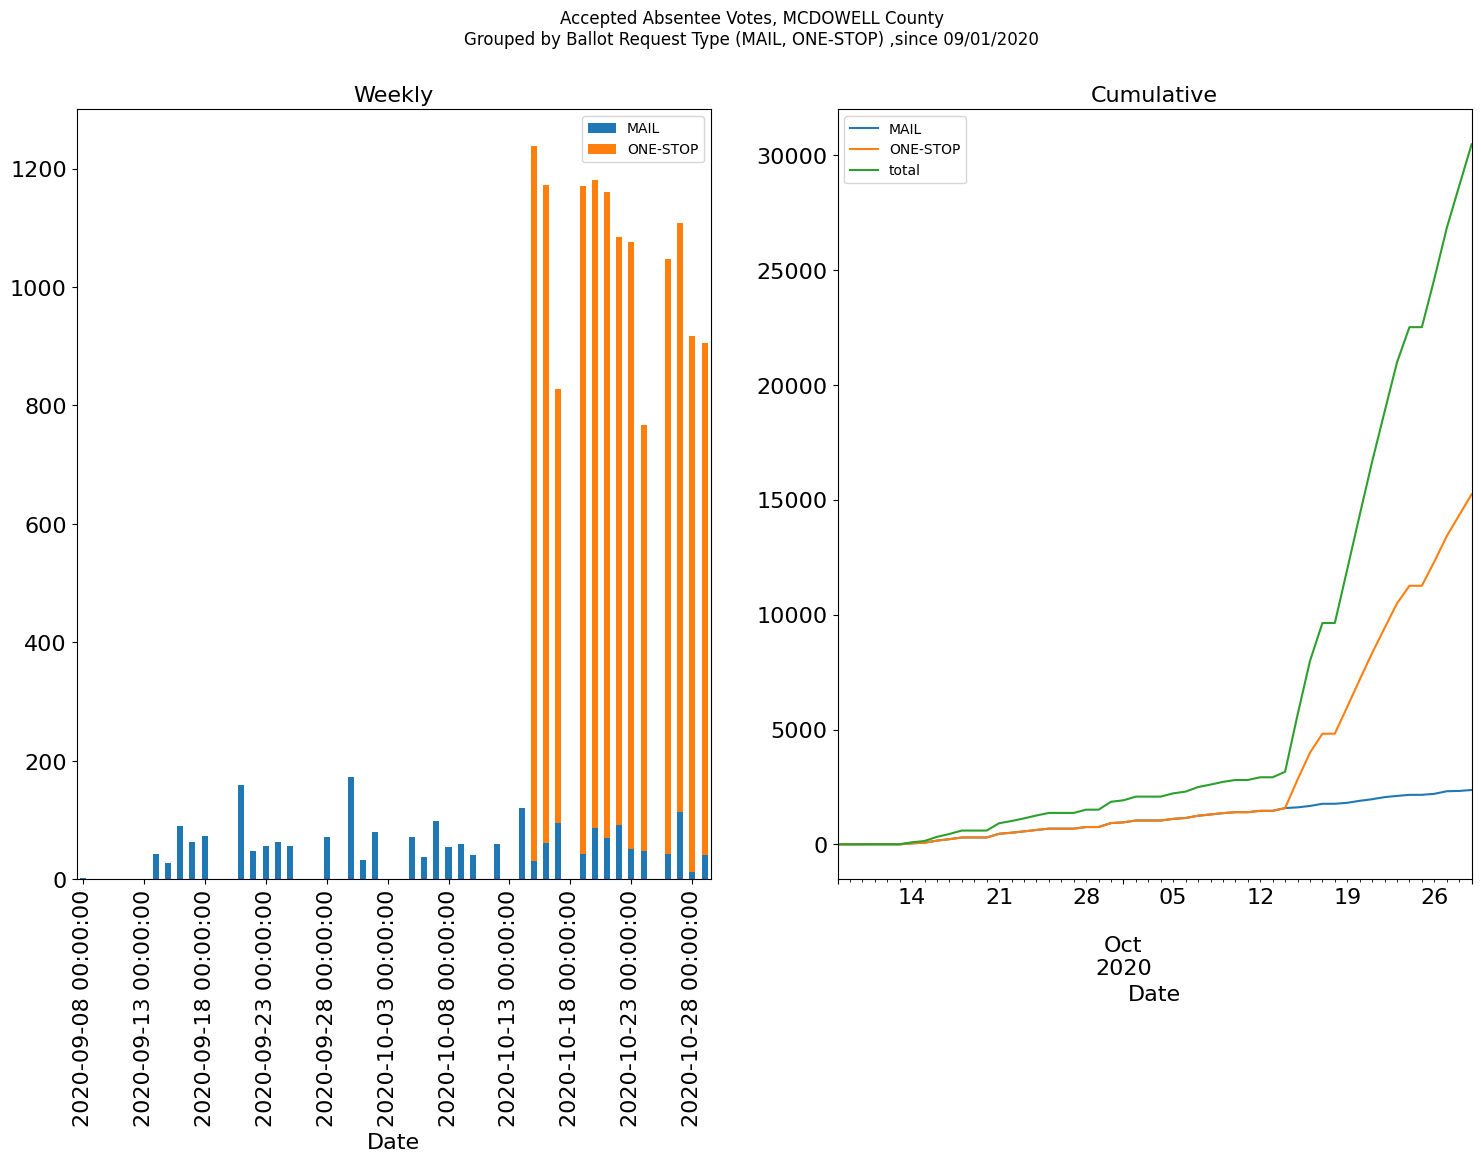 Accepted Absentee Votes, MCDOWELL County
Grouped by Ballot Request Type (MAIL, ONE-STOP) ,since 09/01/2020
Weekly
MAIL
ONE-STOP
1200
1000
800
600
400
200
0
2020-09-08 00:00:00
2020-09-13 00:00:00
2020-09-18 00:00:00
2020-09-23 00:00:00
2020-09-28 00:00:00
2020-10-03 00:00:00
2020-10-08 00:00:00
2020-10-13 00:00:00
2020-10-18 00:00:00
2020-10-23 00:00:00
2020-10-28 00:00:00
Date
Cumulative
MAIL
ONE-STOP
total
30000
25000
20000
15000
10000
5000
0
14 21 28 05 12 19 26
Oct
2020
Date